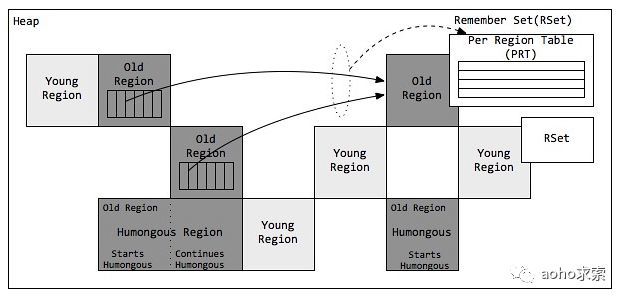 Heap
Remember Set(RSet)
Per Region Table
(PRT)
Young
Region
Old
Region
Old
Region
Old
Region
Young
Region
Young
Region
RSet
Old Region
Humongous Region
Starts
Humongous
Continues
Humongous
Young
Region
Old Region
Humongous
Starts
Humongous
aoho求索